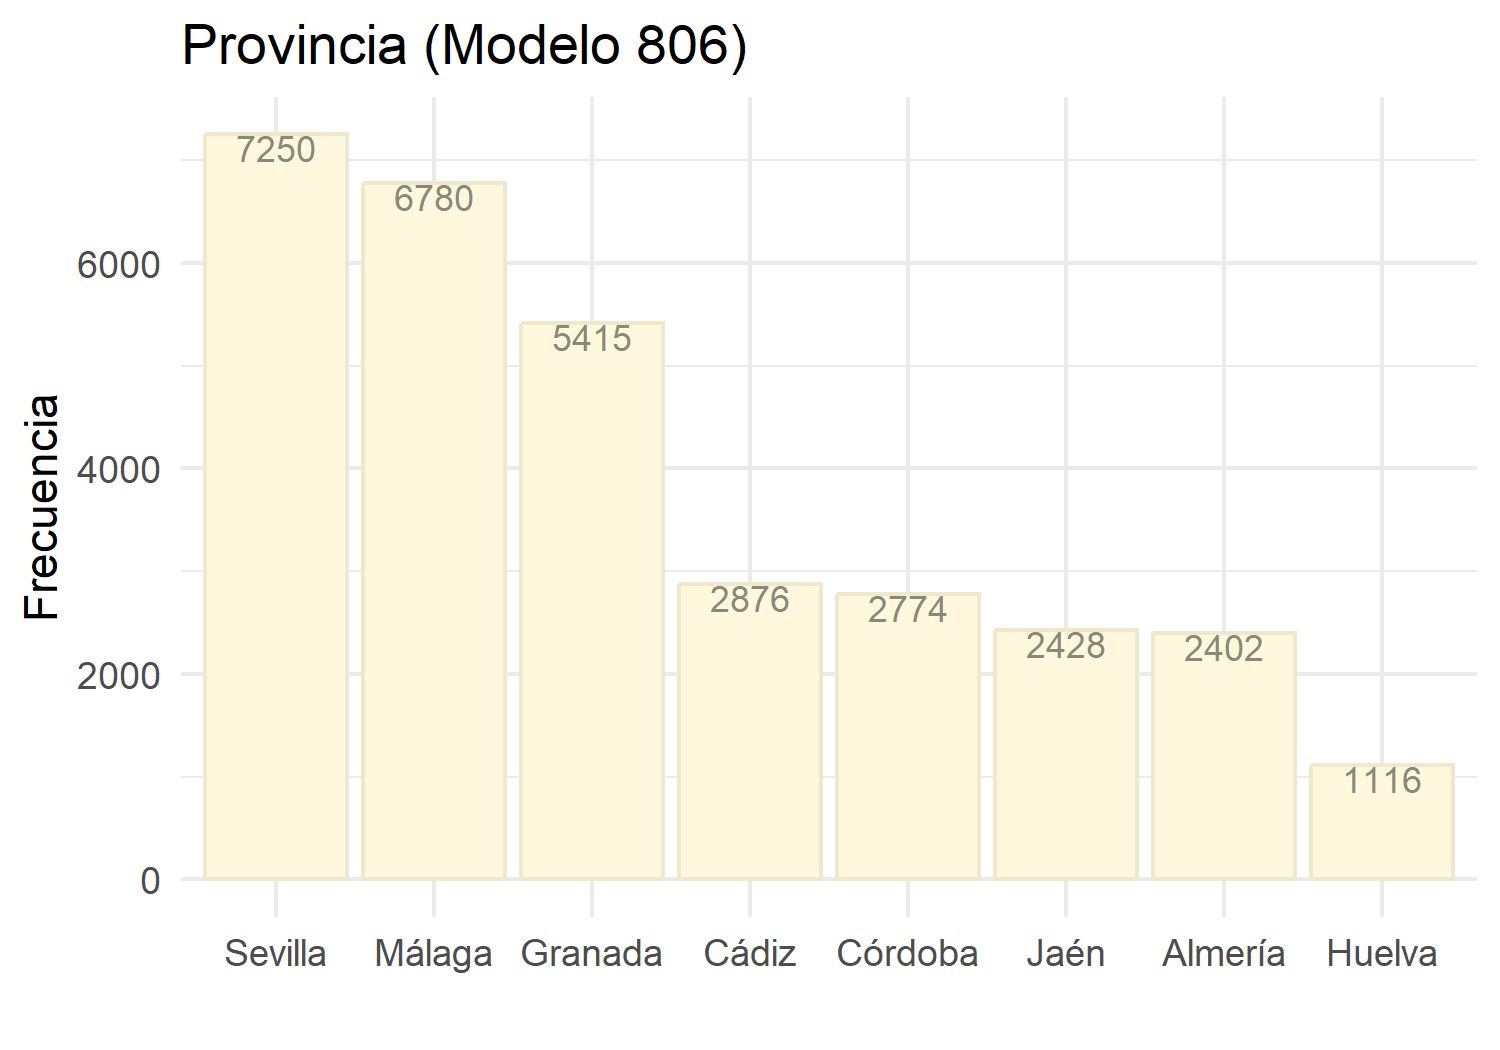 Provincia (Modelo 806)
Frecuencia
6000
4000
2000
0
7250
6780
5415
2876
2774
2428
2402
1116
Sevilla
Málaga
Granada
Cádiz
Córdoba
Jaén
Almería
Huelva